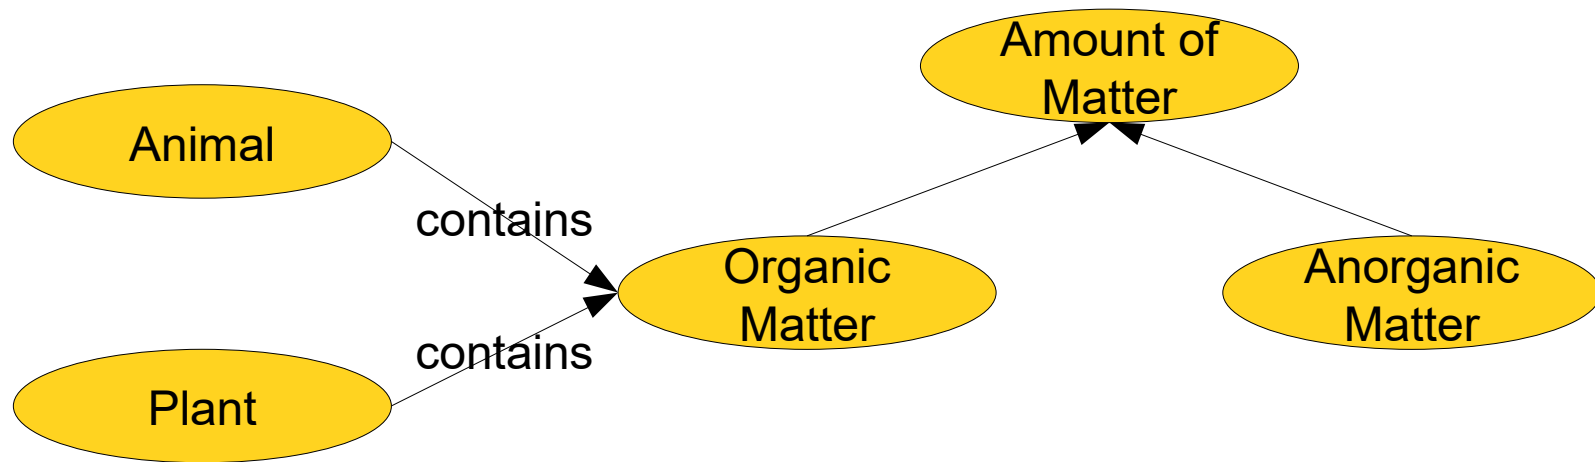 Amount of
Matter
Animal
contains
Organic
Matter
Anorganic
Matter
contains
Plant